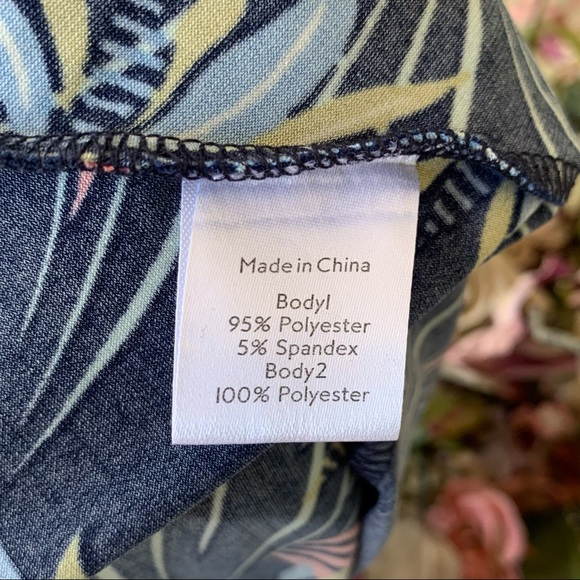 Made in China
Body1
95% Polyester
5% Spandex
Body2
100% Polyester